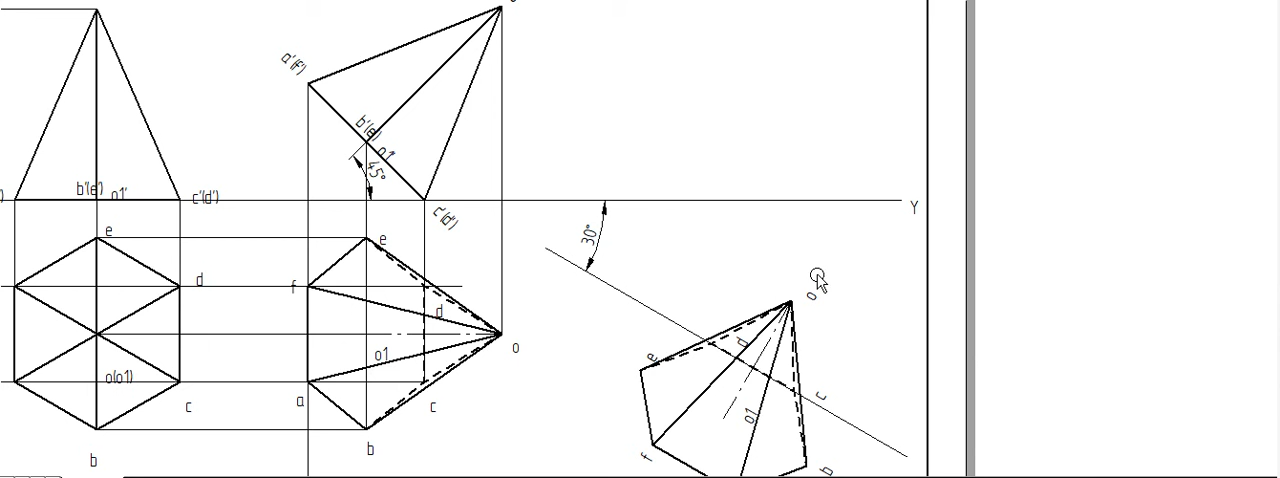 a'(f')
b'(e)
o1'
45°
b'(e')
o1'
c'(d')
c'(d')
Y
30°
e
e
d
f
d
o
o
e
d
o1
o(o1)
a
c
c
c
o1
b
b
f
b